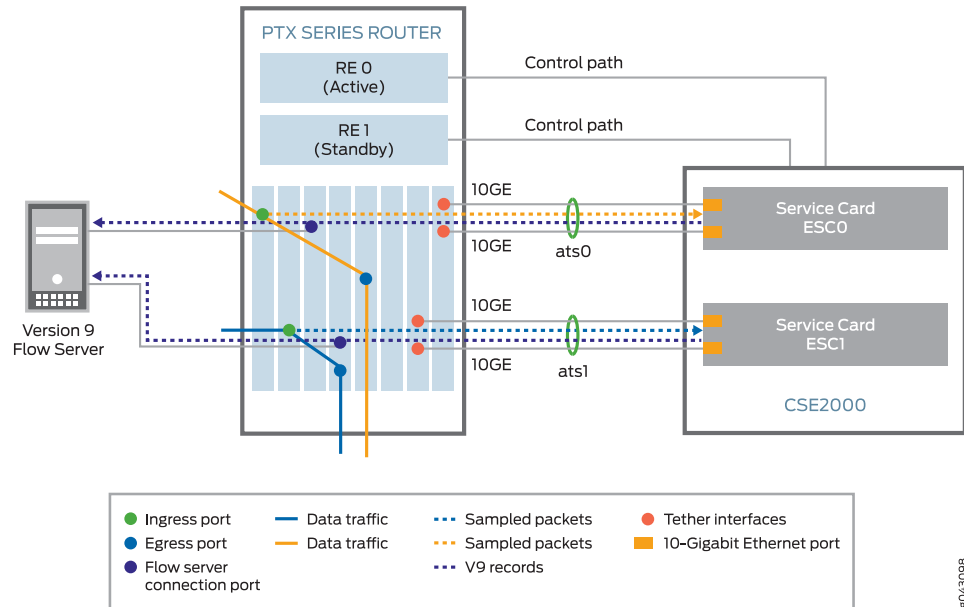 PTX SERIES ROUTER
RE 0
(Active)
Control path
RE 1
(Standby)
Control path
10GE
10GE
ats0
Service Card
ESC0
10GE
10GE
ats1
Service Card
ESC1
CSE2000
Version 9
Flow Server
Ingress port
Data traffic
Sampled packets
Tether interfaces
Egress port
Data traffic
Sampled packets
10-Gigabit Ethernet port
Flow server
connection port
V9 records
g043098